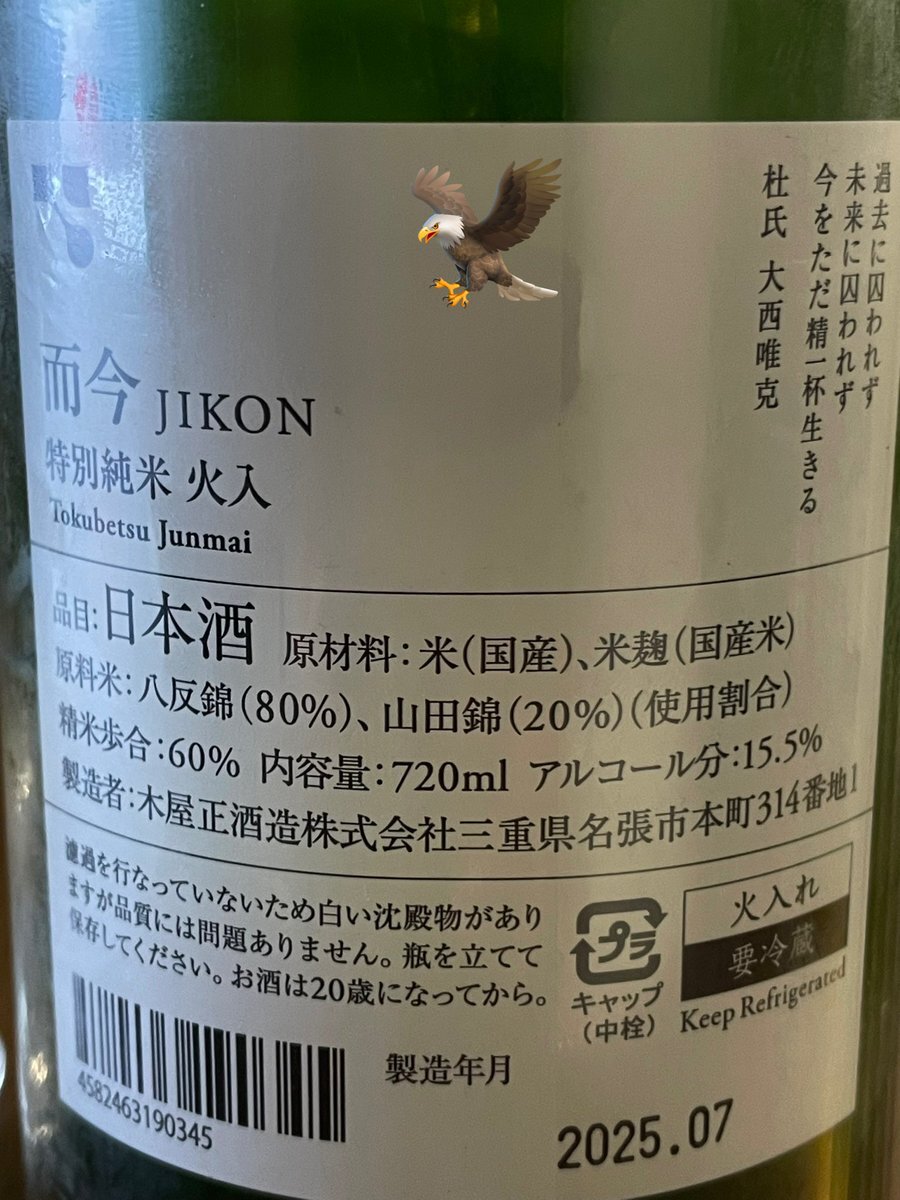 過去に囚われず
未来に囚われず
今をただ精一杯生きる
杜氏 大西唯克
而今 JIKON
特別純米 火入
Tokubetsu Junmai
品目:日本酒 原材料:米(国産)、米麹(国産米)
原料米:八反錦(80%)、山田錦(20%)(使用割合)
精米歩合:60% 内容量:720ml アルコール分:15.5%
製造者:木屋正酒造株式会社三重県名張市本町314番地1
濾過を行なっていないため白い沈殿物があり
ますが品質には問題ありません。瓶を立てて
保存してください。お酒は20歳になってから。
プラ
キャップ
(中栓)
火入れ
要冷蔵
Keep Refrigerated
4582463190345
製造年月
2025.07